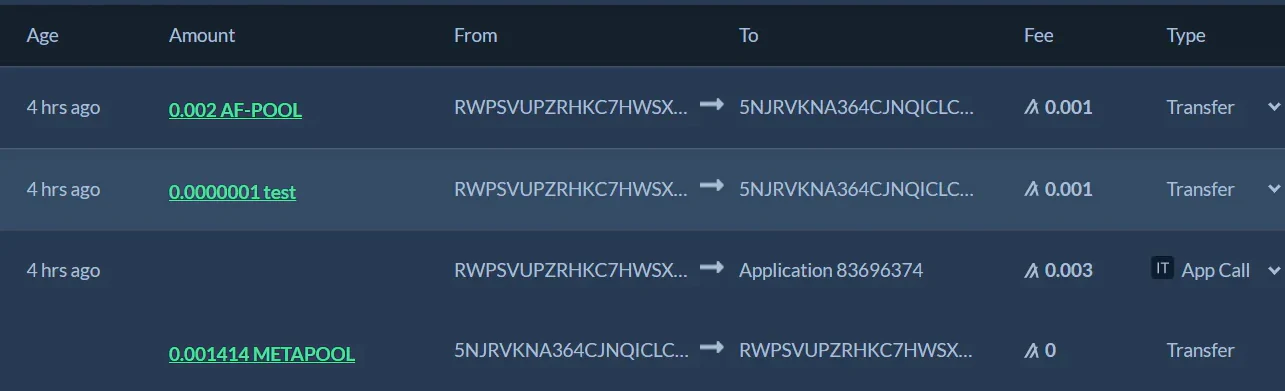 Age Amount From To Fee Type
4 hrs ago 0.002 AF-POOL RWPSVUPZRHKC7HWSX... 5NJRVKNA364CJNQICLC... 0.001 Transfer
4 hrs ago 0.0000001 test RWPSVUPZRHKC7HWSX... 5NJRVKNA364CJNQICLC... 0.001 Transfer
4 hrs ago RWPSVUPZRHKC7HWSX... Application 83696374 0.003 IT App Call
0.001414 METAPOOL 5NJRVKNA364CJNQICLC... RWPSVUPZRHKC7HWSX... 0 Transfer